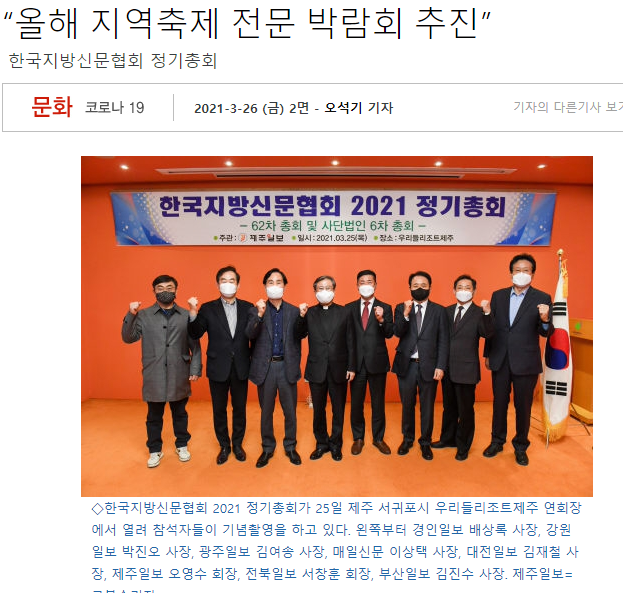 “올해 지역축제 전문 박람회 추진”
한국지방신문협회 정기총회
문화 코로나 19 2021-3-26 (금) 2면 - 오석기 기자 기자의 다른기사 보기
한국지방신문협회 2021 정기총회
– 62차 총회 및 사단법인 6차 총회 –
●주관 : 제주일보 ●일시 : 2021.03.25(목) ●장소 : 우리들리조트제주
◇한국지방신문협회 2021 정기총회가 25일 제주 서귀포시 우리들리조트제주 연회장
에서 열려 참석자들이 기념촬영을 하고 있다. 왼쪽부터 경인일보 배상록 사장, 강원
일보 박진오 사장, 광주일보 김여송 사장, 매일신문 이상택 사장, 대전일보 김재철 사
장, 제주일보 오영수 회장, 전북일보 서창훈 회장, 부산일보 김진수 사장. 제주일보=